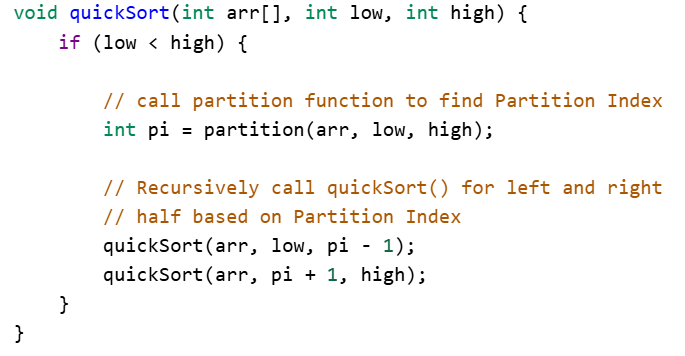 void quickSort(int arr[], int low, int high) {
    if (low < high) {

        // call partition function to find Partition Index
        int pi = partition(arr, low, high);

        // Recursively call quickSort() for left and right
        // half based on Partition Index
        quickSort(arr, low, pi - 1);
        quickSort(arr, pi + 1, high);
    }
}